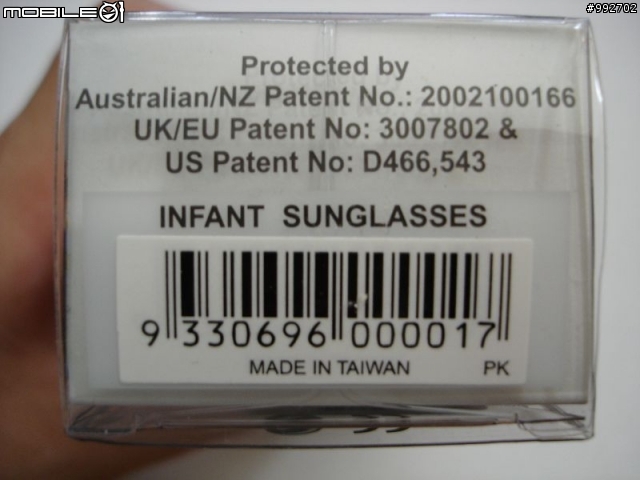 MOBILE01
#992702
Protected by
Australian/NZ Patent No.: 2002100166
UK/EU Patent No: 3007802 &
US Patent No: D466,543
INFANT SUNGLASSES
9 330696 000017
MADE IN TAIWAN PK